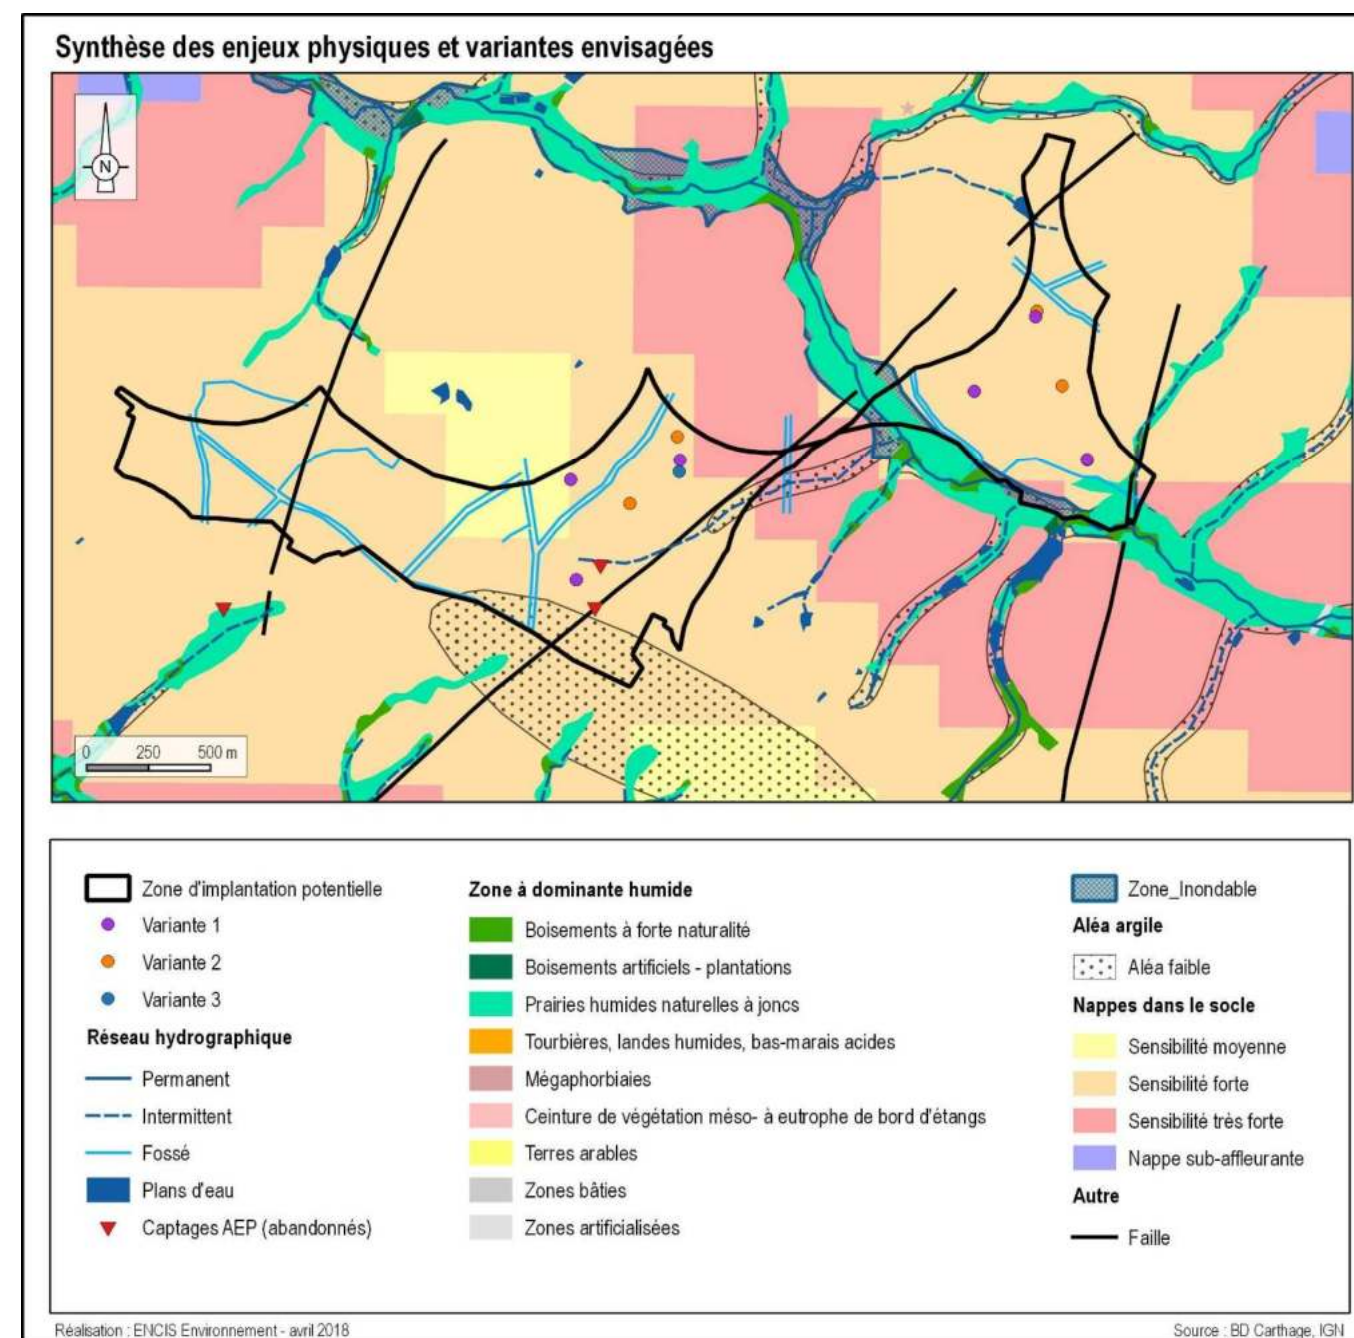 Synthèse des enjeux physiques et variantes envisagées
N
0 250 500 m
Zone d'implantation potentielle
Variante 1
Variante 2
Variante 3
Réseau hydrographique
Permanent
Intermittent
Fossé
Plans d'eau
Captages AEP (abandonnés)
Zone à dominante humide
Boisements à forte naturalité
Boisements artificiels - plantations
Prairies humides naturelles à joncs
Tourbières, landes humides, bas-marais acides
Mégaphorbiaies
Ceinture de végétation méso- à eutrophe de bord d'étangs
Terres arables
Zones bâties
Zones artificialisées
Zone_Inondable
Aléa argile
Aléa faible
Nappes dans le socle
Sensibilité moyenne
Sensibilité forte
Sensibilité très forte
Nappe sub-affleurante
Autre
Faille
Réalisation : ENCIS Environnement - avril 2018
Source : BD Carthage, IGN